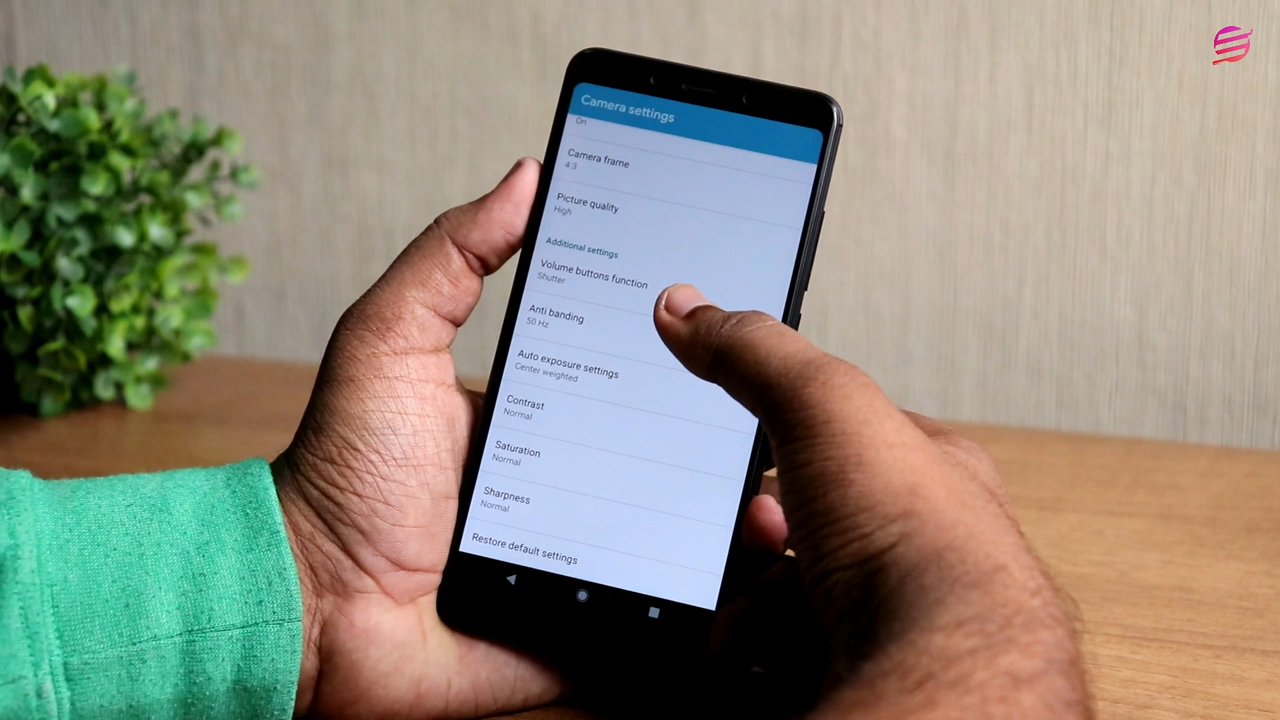 Camera settings
On
Camera frame
4:3
Picture quality
High
Additional settings
Volume buttons function
Shutter
Anti banding
50 Hz
Auto exposure settings
Center weighted
Contrast
Normal
Saturation
Normal
Sharpness
Normal
Restore default settings